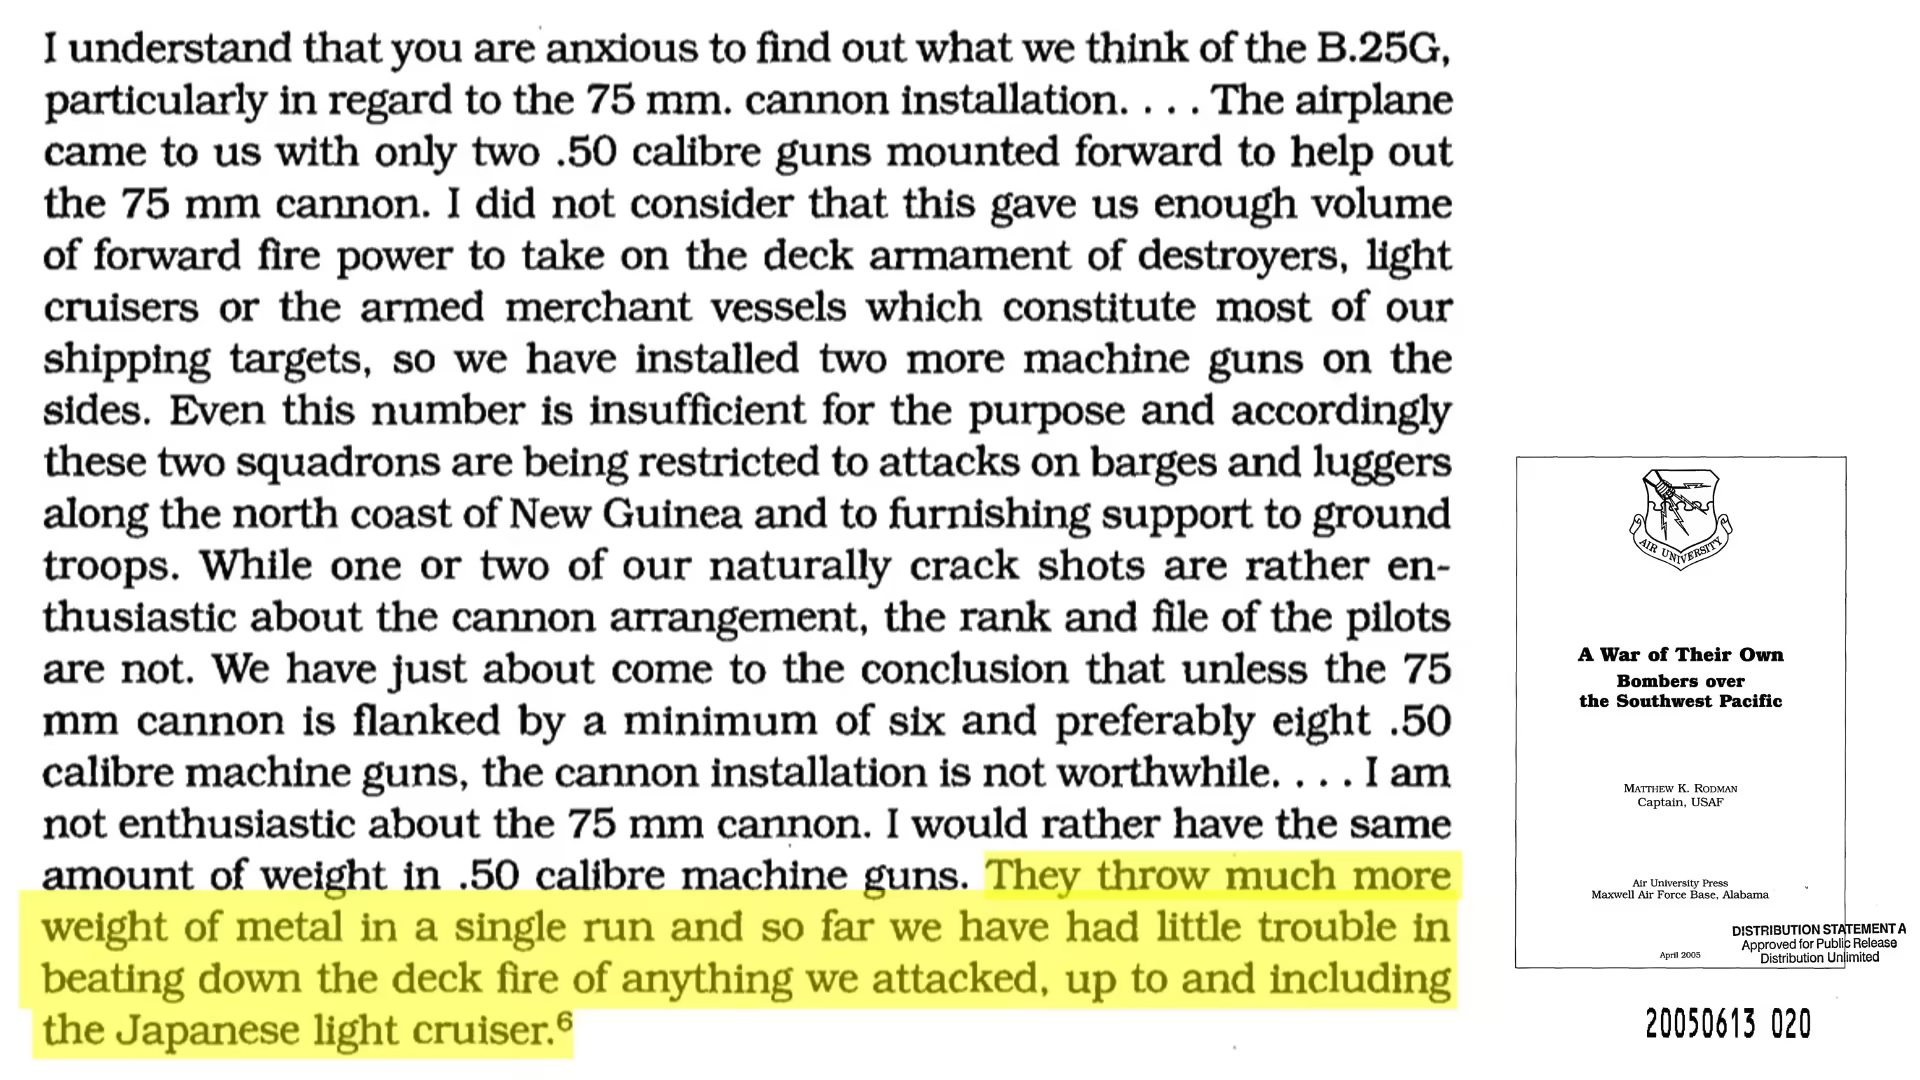 I understand that you are anxious to find out what we think of the B.25G,
particularly in regard to the 75 mm. cannon installation. . . . The airplane
came to us with only two .50 calibre guns mounted forward to help out
the 75 mm cannon. I did not consider that this gave us enough volume
of forward fire power to take on the deck armament of destroyers, light
cruisers or the armed merchant vessels which constitute most of our
shipping targets, so we have installed two more machine guns on the
sides. Even this number is insufficient for the purpose and accordingly
these two squadrons are being restricted to attacks on barges and luggers
along the north coast of New Guinea and to furnishing support to ground
troops. While one or two of our naturally crack shots are rather en-
thusiastic about the cannon arrangement, the rank and file of the pilots
are not. We have just about come to the conclusion that unless the 75
mm cannon is flanked by a minimum of six and preferably eight .50
calibre machine guns, the cannon installation is not worthwhile. . . . I am
not enthusiastic about the 75 mm cannon. I would rather have the same
amount of weight in .50 calibre machine guns. They throw much more
weight of metal in a single run and so far we have had little trouble in
beating down the deck fire of anything we attacked, up to and including
the Japanese light cruiser.6
AIR UNIVERSITY
A War of Their Own
Bombers over
the Southwest Pacific
MATTHEW K. RODMAN
Captain, USAF
Air University Press
Maxwell Air Force Base, Alabama
April 2005
DISTRIBUTION STATEMENT A
Approved for Public Release
Distribution Unlimited
20050613 020